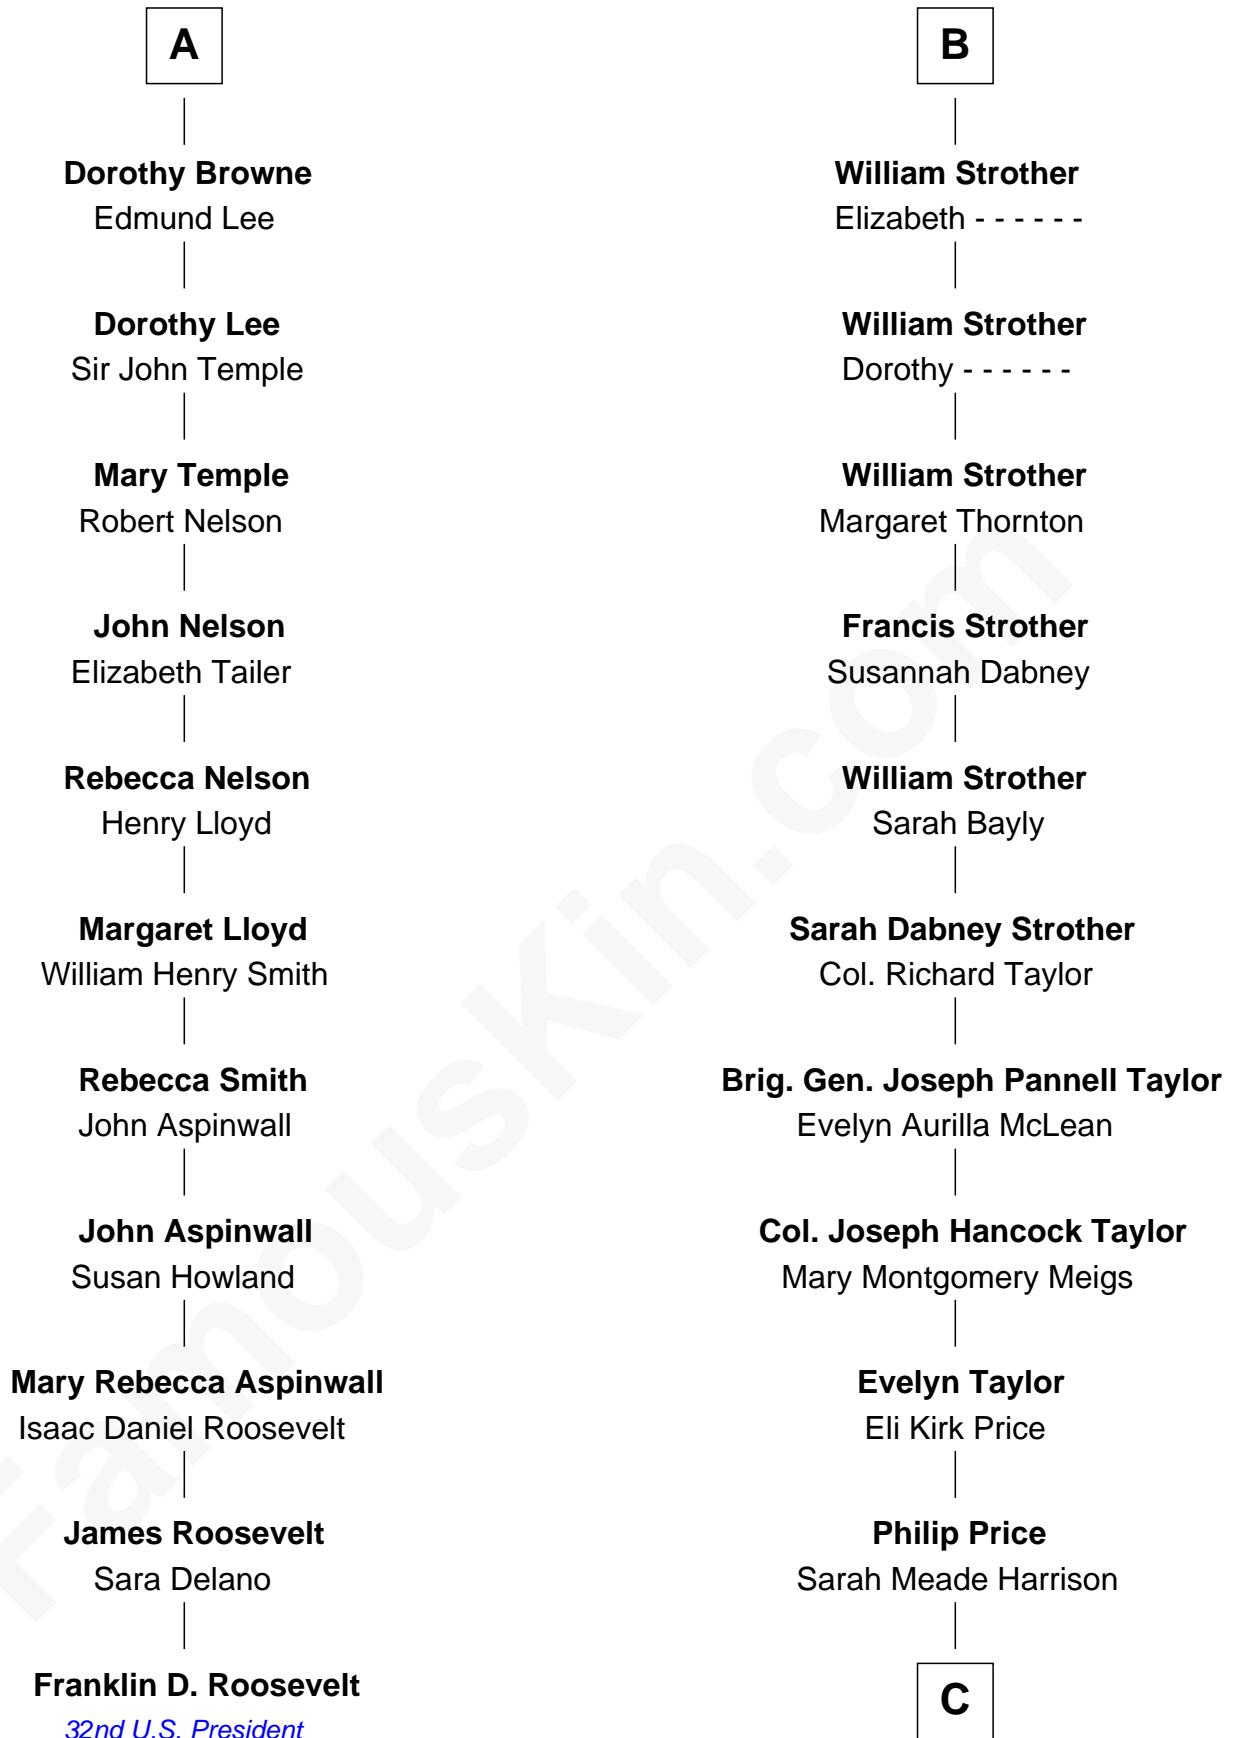 A
Dorothy Browne
Edmund Lee
Dorothy Lee
Sir John Temple
Mary Temple
Robert Nelson
John Nelson
Elizabeth Tailer
Rebecca Nelson
Henry Lloyd
Margaret Lloyd
William Henry Smith
Rebecca Smith
John Aspinwall
John Aspinwall
Susan Howland
Mary Rebecca Aspinwall
Isaac Daniel Roosevelt
James Roosevelt
Sara Delano
Franklin D. Roosevelt
32nd U.S. President
B
William Strother
Elizabeth - - - - - -
William Strother
Dorothy - - - - - -
William Strother
Margaret Thornton
Francis Strother
Susannah Dabney
William Strother
Sarah Bayly
Sarah Dabney Strother
Col. Richard Taylor
Brig. Gen. Joseph Pannell Taylor
Evelyn Aurilla McLean
Col. Joseph Hancock Taylor
Mary Montgomery Meigs
Evelyn Taylor
Eli Kirk Price
Philip Price
Sarah Meade Harrison
C
FamousKin.com